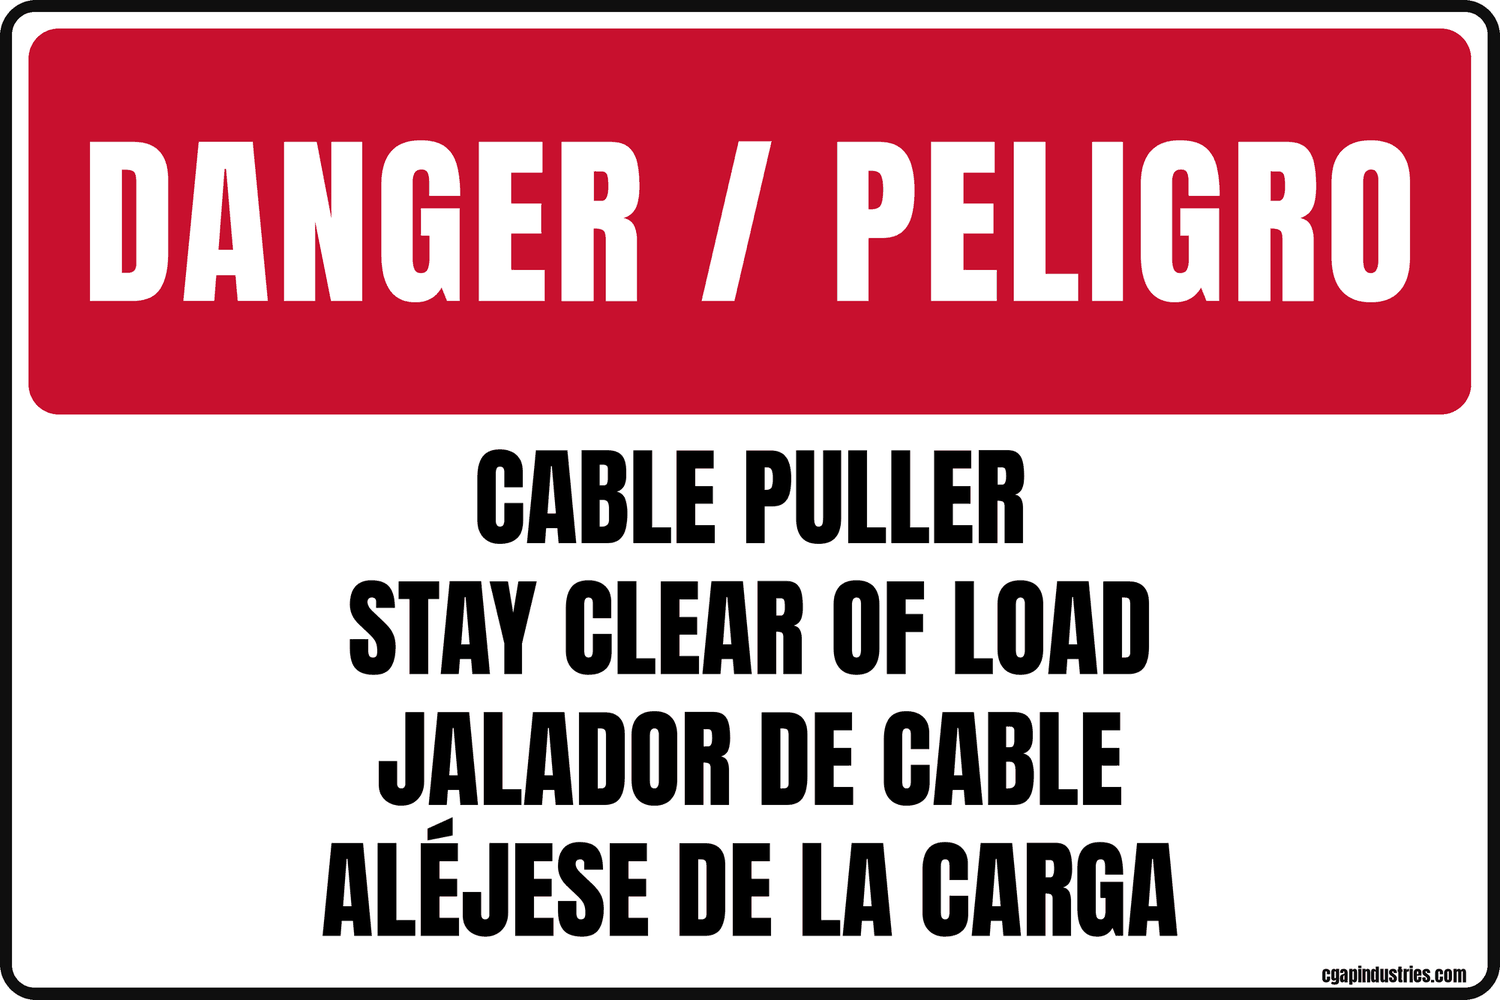 DANGER / PELIGRO
CABLE PULLER
STAY CLEAR OF LOAD
JALADOR DE CABLE
ALÉJESE DE LA CARGA
cgapindustries.com